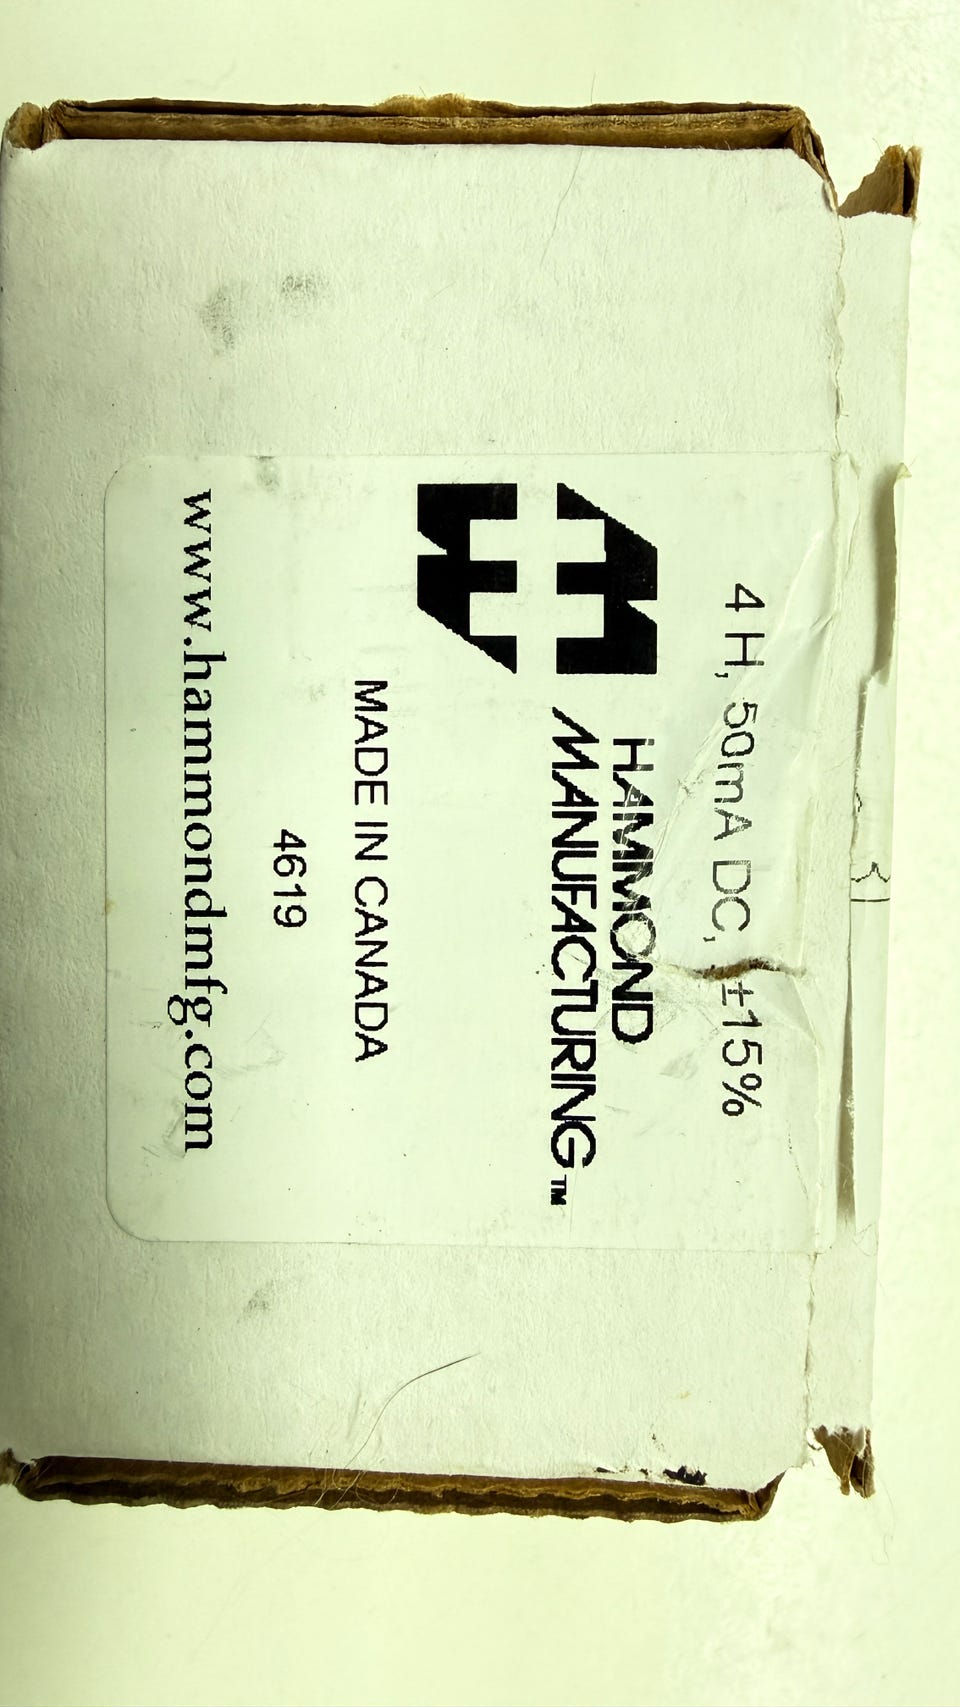 4 H, 50mA DC, ±15%
HAMMOND
MANUFACTURING™
MADE IN CANADA
4619
www.hammondmfg.com